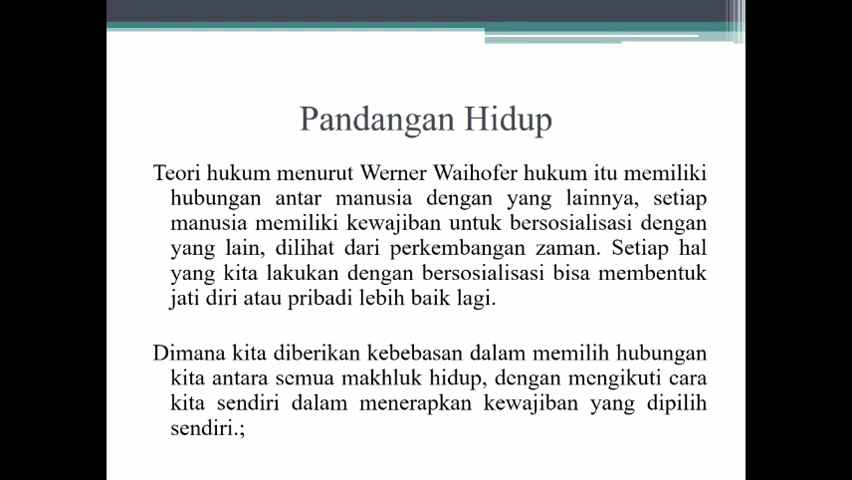 Pandangan Hidup
Teori hukum menurut Werner Waihofer hukum itu memiliki
hubungan antar manusia dengan yang lainnya, setiap
manusia memiliki kewajiban untuk bersosialisasi dengan
yang lain, dilihat dari perkembangan zaman. Setiap hal
yang kita lakukan dengan bersosialisasi bisa membentuk
jati diri atau pribadi lebih baik lagi.
Dimana kita diberikan kebebasan dalam memilih hubungan
kita antara semua makhluk hidup, dengan mengikuti cara
kita sendiri dalam menerapkan kewajiban yang dipilih
sendiri.;